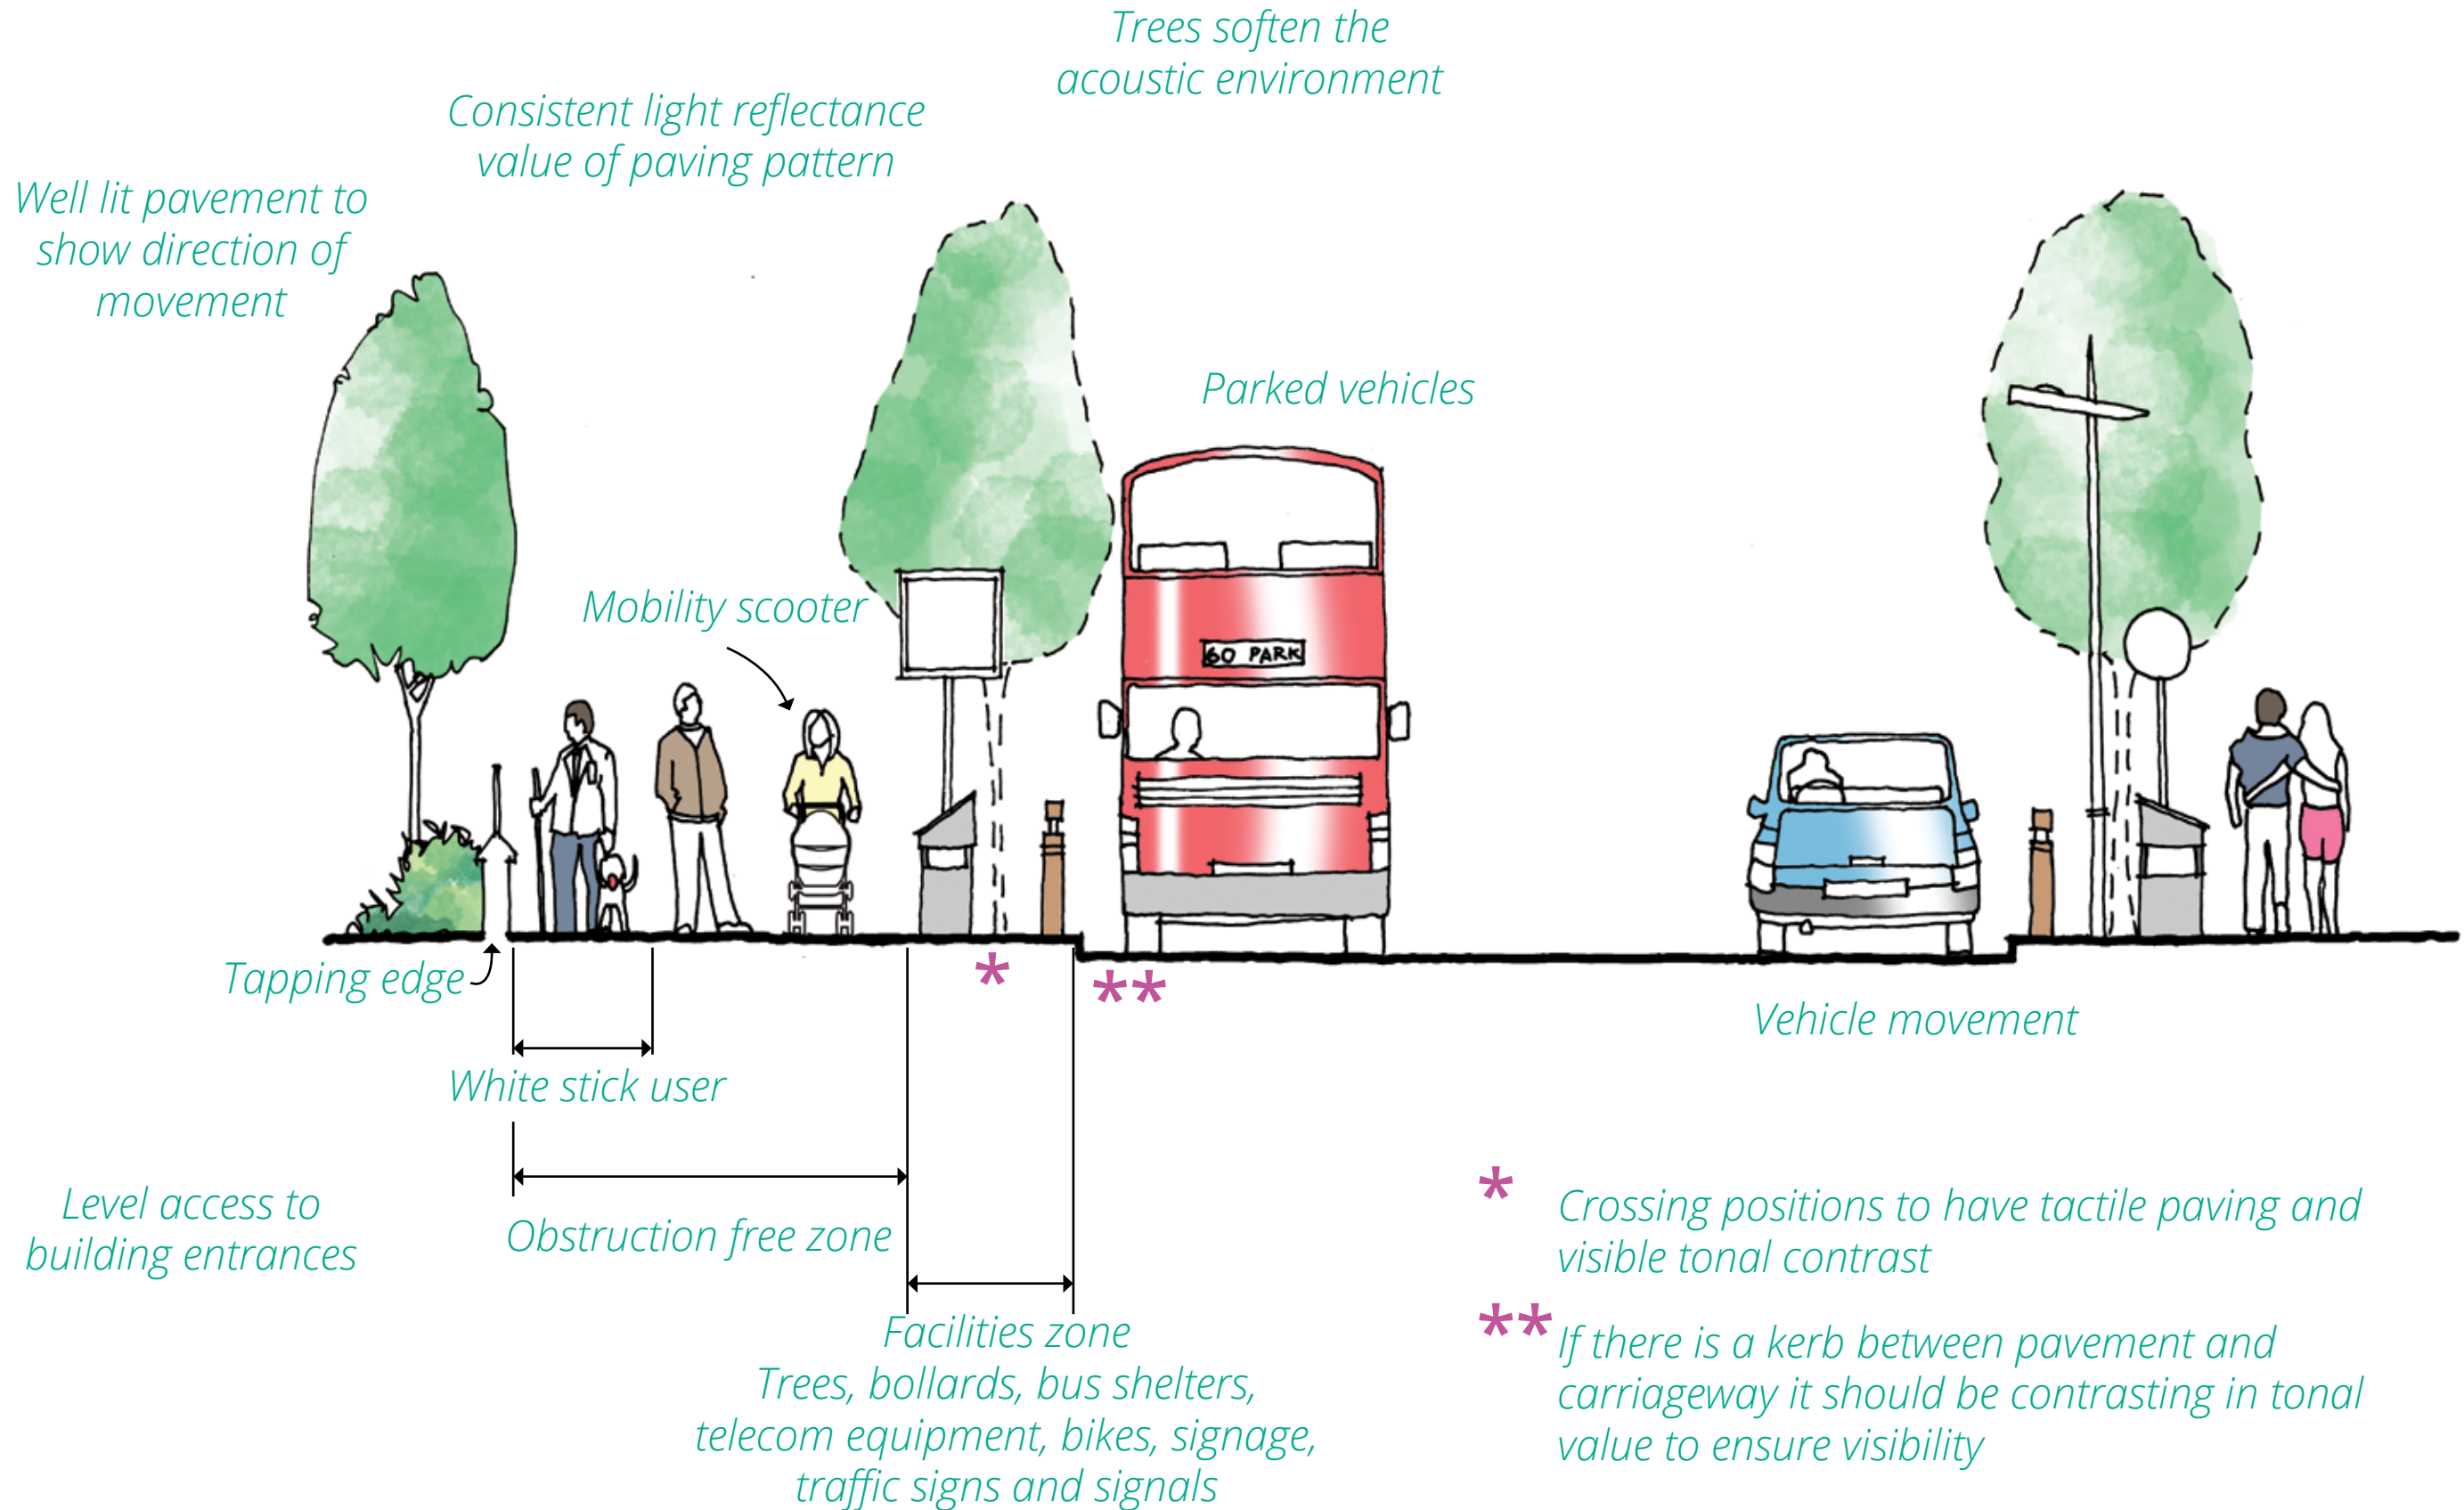 Trees soften the
acoustic environment
Consistent light reflectance
value of paving pattern
Well lit pavement to
show direction of
movement
Parked vehicles
Mobility scooter
60 PARK
Tapping edge
Vehicle movement
*
**
White stick user
Level access to
building entrances
Obstruction free zone
Facilities zone
Trees, bollards, bus shelters,
telecom equipment, bikes, signage,
traffic signs and signals
* Crossing positions to have tactile paving and
visible tonal contrast
** If there is a kerb between pavement and
carriageway it should be contrasting in tonal
value to ensure visibility